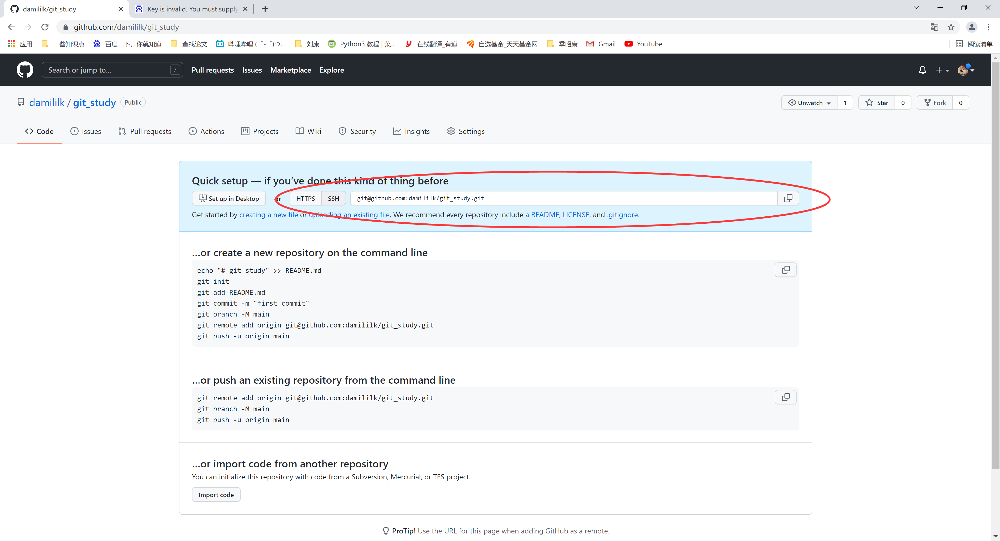 damililk/git_study
Key is invalid. You must supply
github.com/damililk/git_study
应用 一些知识点 百度一下，你就知道 查找论文 哔哩哔哩 (゜-゜)つ... 刘康 Python3 教程 | 菜... 在线翻译_有道 自选基金_天天基金网 季昭康 Gmail YouTube 阅读清单
Search or jump to... / Pull requests Issues Marketplace Explore
damililk / git_study Public
Unwatch 1 Star 0 Fork 0
Code Issues Pull requests Actions Projects Wiki Security Insights Settings
Quick setup — if you’ve done this kind of thing before
Set up in Desktop or HTTPS SSH git@github.com:damililk/git_study.git
Get started by creating a new file or uploading an existing file. We recommend every repository include a README, LICENSE, and .gitignore.
...or create a new repository on the command line
echo "# git_study" >> README.md
git init
git add README.md
git commit -m "first commit"
git branch -M main
git remote add origin git@github.com:damililk/git_study.git
git push -u origin main
...or push an existing repository from the command line
git remote add origin git@github.com:damililk/git_study.git
git branch -M main
git push -u origin main
...or import code from another repository
You can initialize this repository with code from a Subversion, Mercurial, or TFS project.
Import code
ProTip! Use the URL for this page when adding GitHub as a remote.